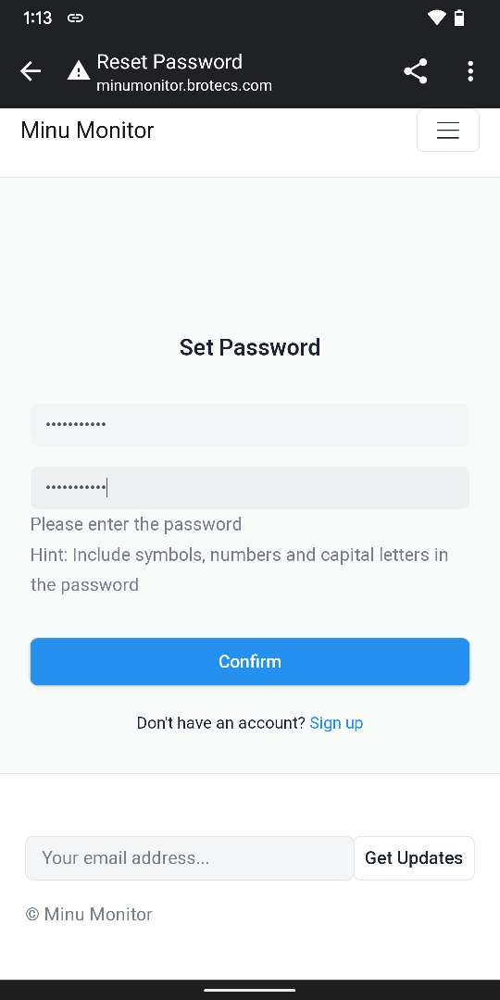 1:13
Reset Password
minumonitor.brotecs.com
Minu Monitor
Set Password
•••••••••••
•••••••••••
Please enter the password
Hint: Include symbols, numbers and capital letters in
the password
Confirm
Don't have an account? Sign up
Your email address... Get Updates
© Minu Monitor